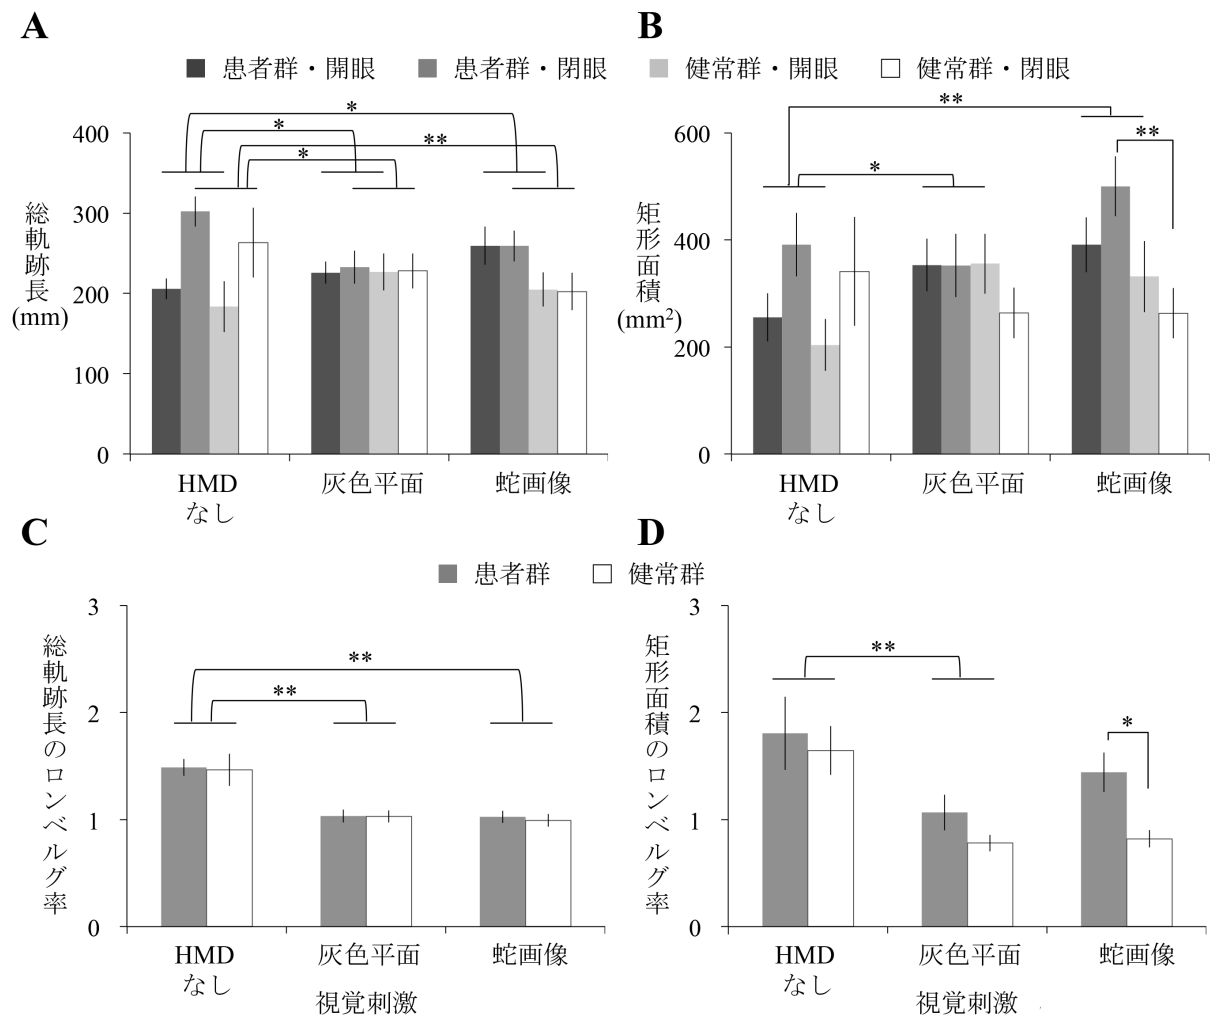 A
B
患者群・開眼 患者群・閉眼 健常群・開眼 健常群・閉眼
*
*
**
*
400
300
200
100
0
総軌跡長
(mm)
HMD
なし
灰色平面
蛇画像
**
**
*
600
400
200
0
矩形面積
(mm2)
HMD
なし
灰色平面
蛇画像
C
D
患者群 健常群
**
**
3
2
1
0
総軌跡長のロンベルグ率
HMD
なし
灰色平面
蛇画像
視覚刺激
**
*
3
2
1
0
矩形面積のロンベルグ率
HMD
なし
灰色平面
蛇画像
視覚刺激